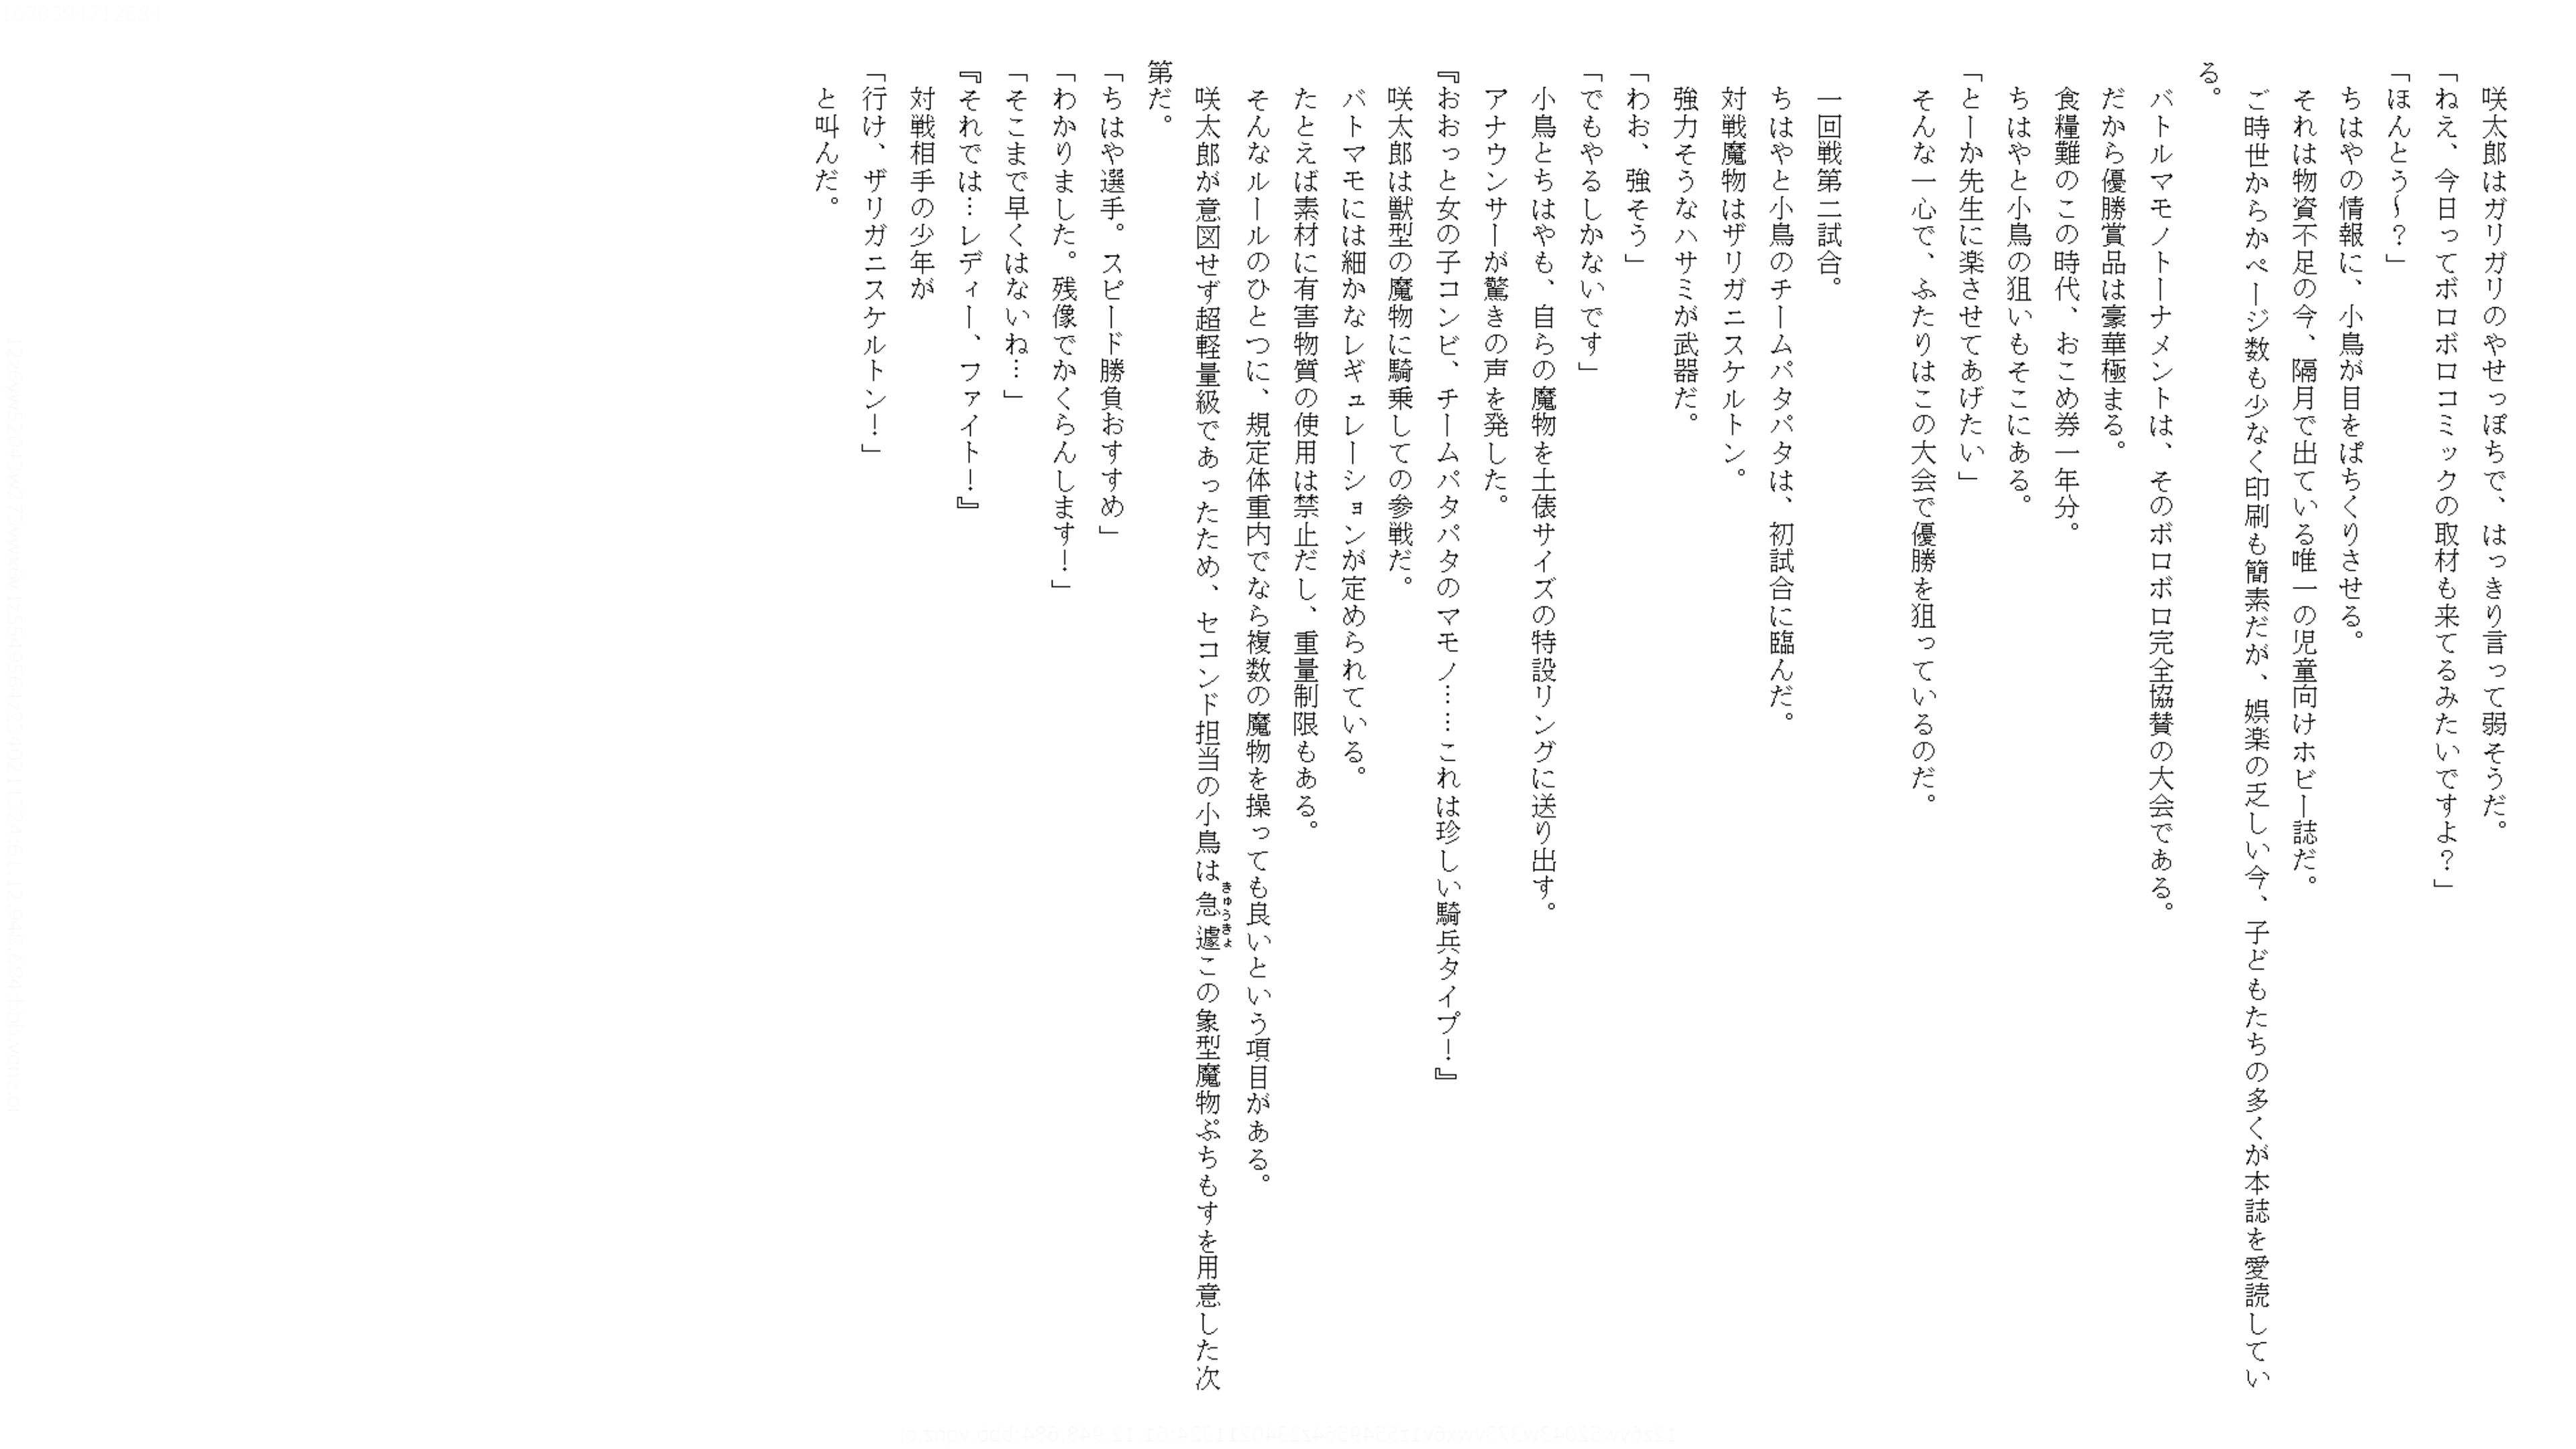 咲太郎はガリガリのやせっぽちで、はっきり言って弱そうだ。
「ねえ、今日ってボロボロコミックの取材も来てるみたいですよ？」
「ほんとう〜？」
ちはやの情報に、小鳥が目をぱちくりさせる。
それは物資不足の今、隔月で出ている唯一の児童向けホビー誌だ。
ご時世からかページ数も少なく印刷も簡素だが、娯楽の乏しい今、子どもたちの多くが本誌を愛読してい
る。
バトルマモノトーナメントは、そのボロボロ完全協賛の大会である。
だから優勝賞品は豪華極まる。
食糧難のこの時代、おこめ券一年分。
ちはやと小鳥の狙いもそこにある。
「とーか先生に楽させてあげたい」
そんな一心で、ふたりはこの大会で優勝を狙っているのだ。
一回戦第二試合。
ちはやと小鳥のチームパタパタは、初試合に臨んだ。
対戦魔物はザリガニスケルトン。
強力そうなハサミが武器だ。
「わお、強そう」
「でもやるしかないです」
小鳥とちはやも、自らの魔物を土俵サイズの特設リングに送り出す。
アナウンサーが驚きの声を発した。
『おおっと女の子コンビ、チームパタパタのマモノ……これは珍しい騎兵タイプ！』
咲太郎は獣型の魔物に騎乗しての参戦だ。
バトマモには細かなレギュレーションが定められている。
たとえば素材に有害物質の使用は禁止だし、重量制限もある。
そんなルールのひとつに、規定体重内でなら複数の魔物を操っても良いという項目がある。
咲太郎が意図せず超軽量級であったため、セコンド担当の小鳥は急遽きゅうきょこの象型魔物ぷちもすを用意した次
第だ。
「ちはや選手。スピード勝負おすすめ」
「わかりました。残像でかくらんします！」
「そこまで早くはないね…」
『それでは…レディー、ファイト！』
対戦相手の少年が
「行け、ザリガニスケルトン！」
と叫んだ。